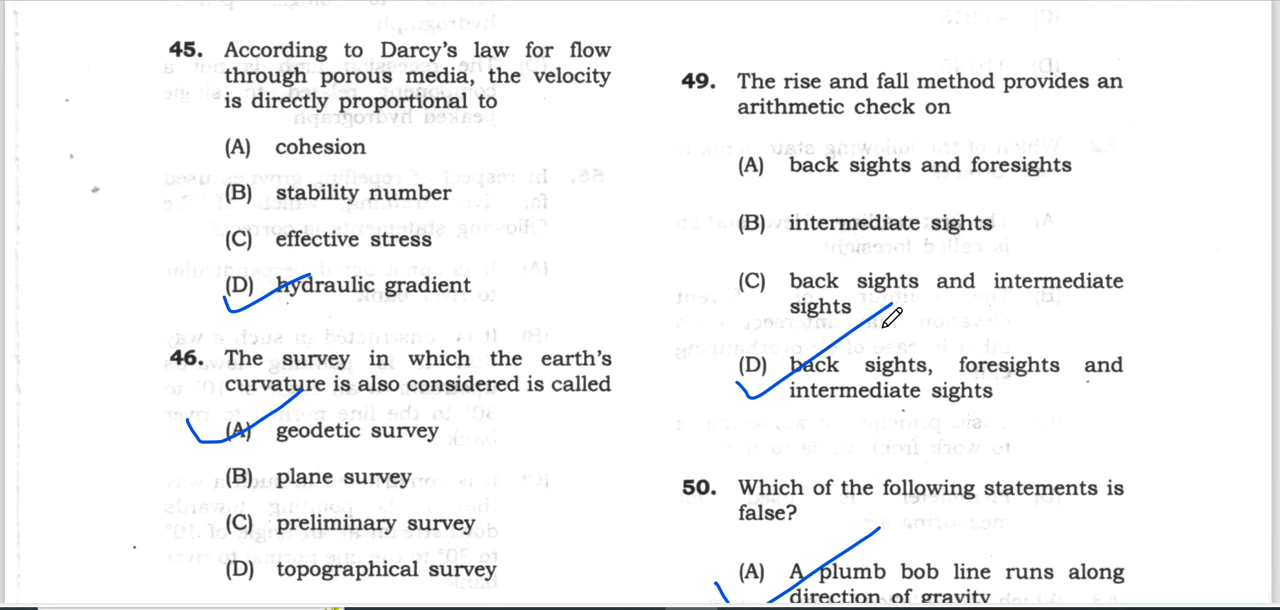 45. According to Darcy's law for flow
through porous media, the velocity
is directly proportional to
(A) cohesion
(B) stability number
(C) effective stress
(D) hydraulic gradient
46. The survey in which the earth's
curvature is also considered is called
(A) geodetic survey
(B) plane survey
(C) preliminary survey
(D) topographical survey
49. The rise and fall method provides an
arithmetic check on
(A) back sights and foresights
(B) intermediate sights
(C) back sights and intermediate
sights
(D) back sights, foresights and
intermediate sights
50. Which of the following statements is
false?
(A) A plumb bob line runs along
direction of gravity